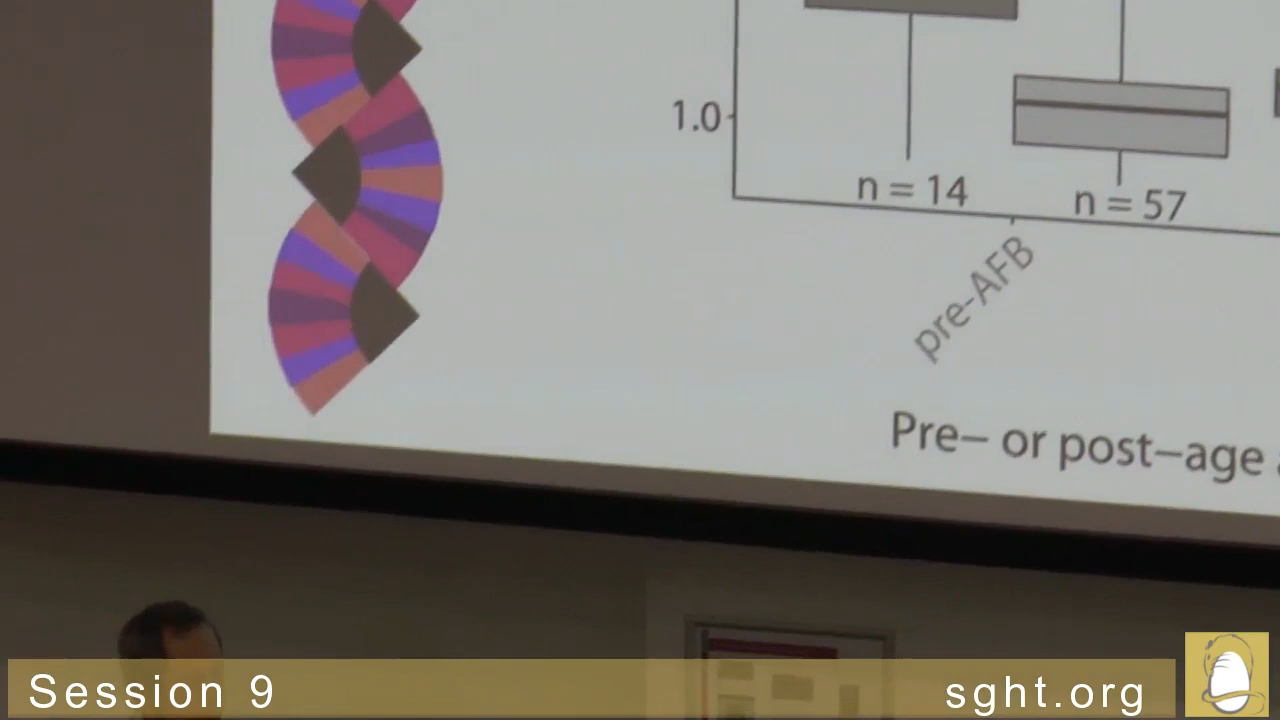 1.0
n = 14
n = 57
pre-AFB
Pre– or post–age
Session 9
sght.org